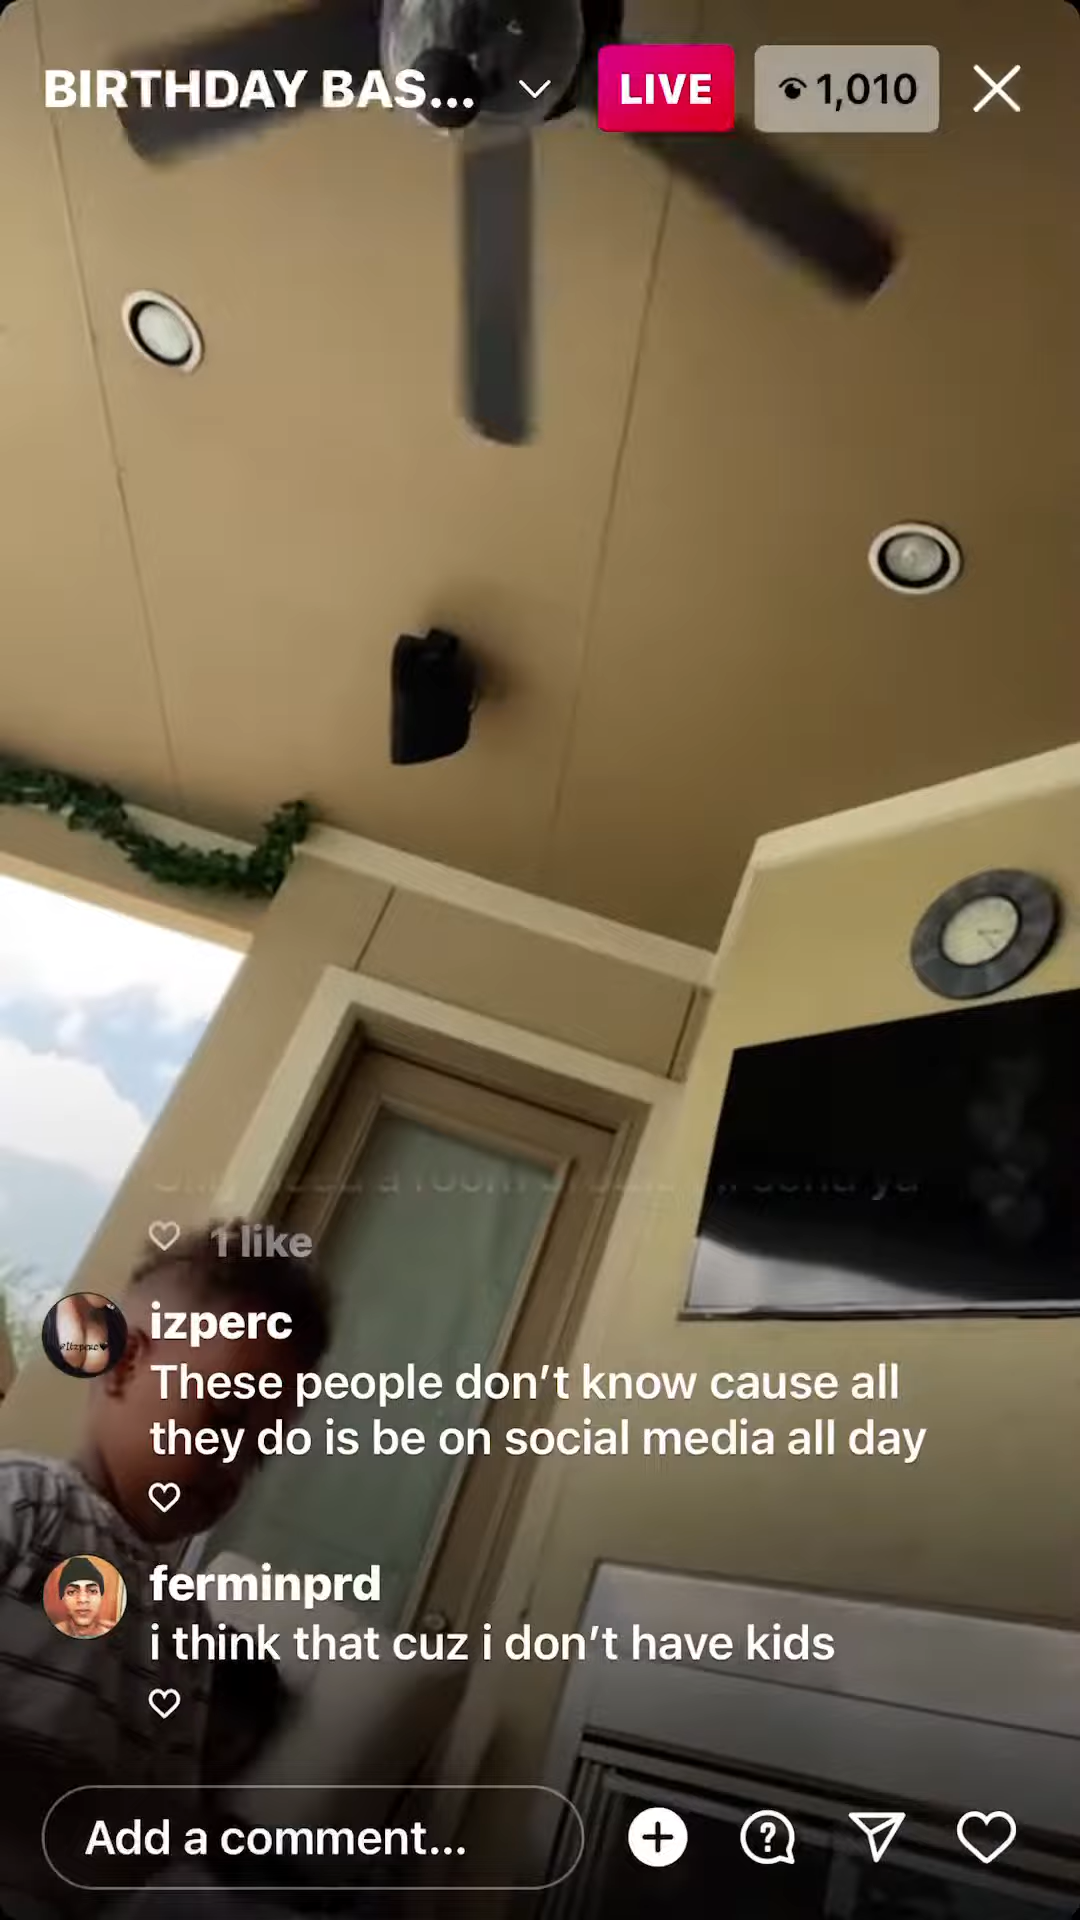 BIRTHDAY BAS...
LIVE
1,010
1 like
izperc
These people don't know cause all
they do is be on social media all day
ferminprd
i think that cuz i don't have kids
Add a comment...